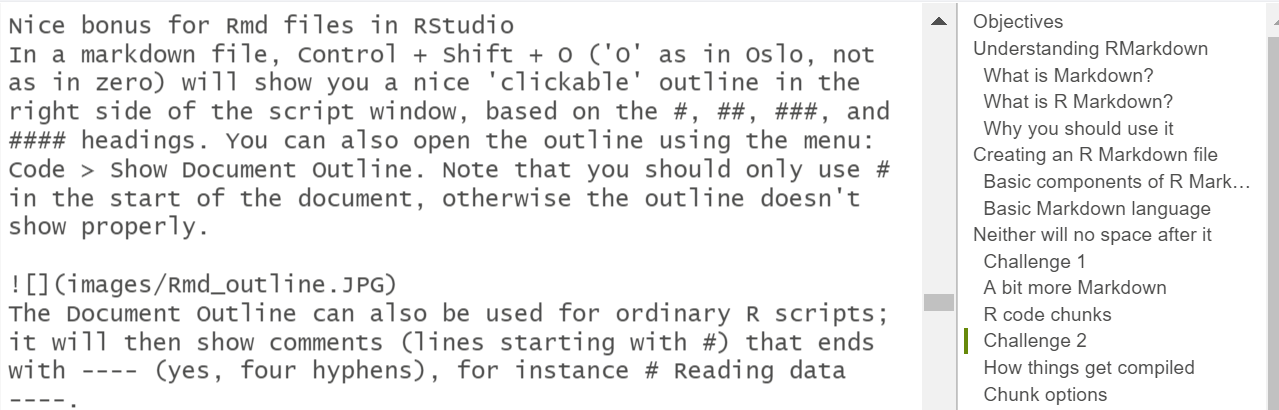 Nice bonus for Rmd files in RStudio
In a markdown file, Control + Shift + O ('O' as in Oslo, not
as in zero) will show you a nice 'clickable' outline in the
right side of the script window, based on the #, ##, ###, and
#### headings. You can also open the outline using the menu:
Code > Show Document Outline. Note that you should only use #
in the start of the document, otherwise the outline doesn't
show properly.
![](images/Rmd_outline.JPG)
The Document Outline can also be used for ordinary R scripts;
it will then show comments (lines starting with #) that ends
with ---- (yes, four hyphens), for instance # Reading data
----.
Objectives
Understanding RMarkdown
What is Markdown?
What is R Markdown?
Why you should use it
Creating an R Markdown file
Basic components of R Mark…
Basic Markdown language
Neither will no space after it
Challenge 1
A bit more Markdown
R code chunks
Challenge 2
How things get compiled
Chunk options